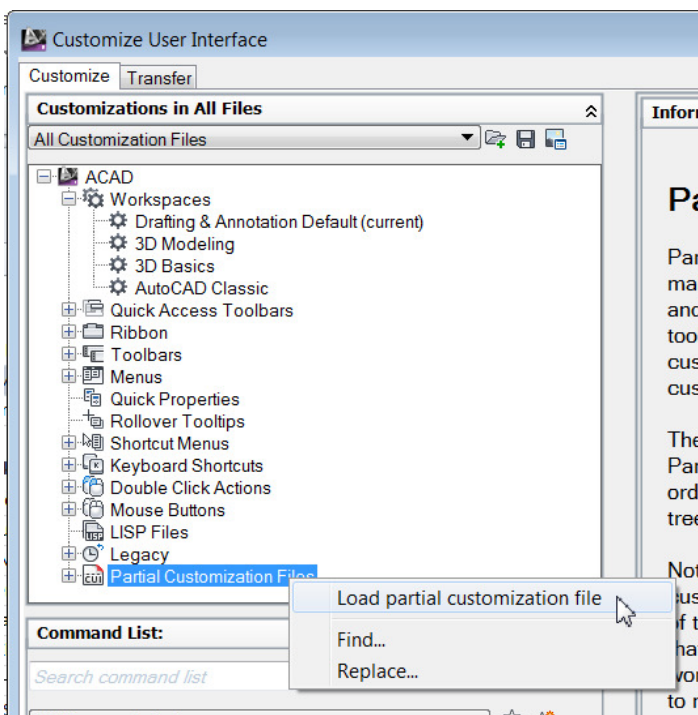 Customize User Interface
Customize Transfer
Customizations in All Files
All Customization Files
ACAD
Workspaces
Drafting & Annotation Default (current)
3D Modeling
3D Basics
AutoCAD Classic
Quick Access Toolbars
Ribbon
Toolbars
Menus
Quick Properties
Rollover Tooltips
Shortcut Menus
Keyboard Shortcuts
Double Click Actions
Mouse Buttons
LISP Files
Legacy
Partial Customization Files
Load partial customization file
Find...
Replace...
Command List:
Search command list
The
to